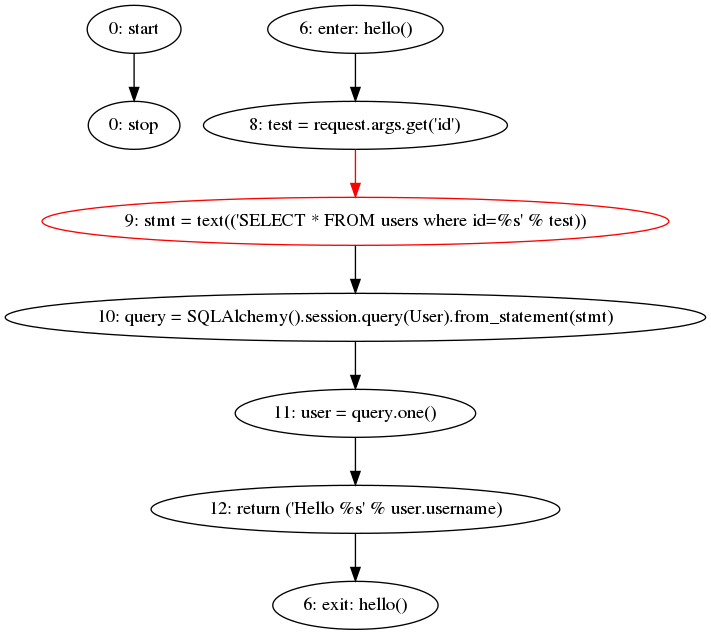 0: start
6: enter: hello()
0: stop
8: test = request.args.get('id')
9: stmt = text(('SELECT * FROM users where id=%s' % test))
10: query = SQLAlchemy().session.query(User).from_statement(stmt)
11: user = query.one()
12: return ('Hello %s' % user.username)
6: exit: hello()